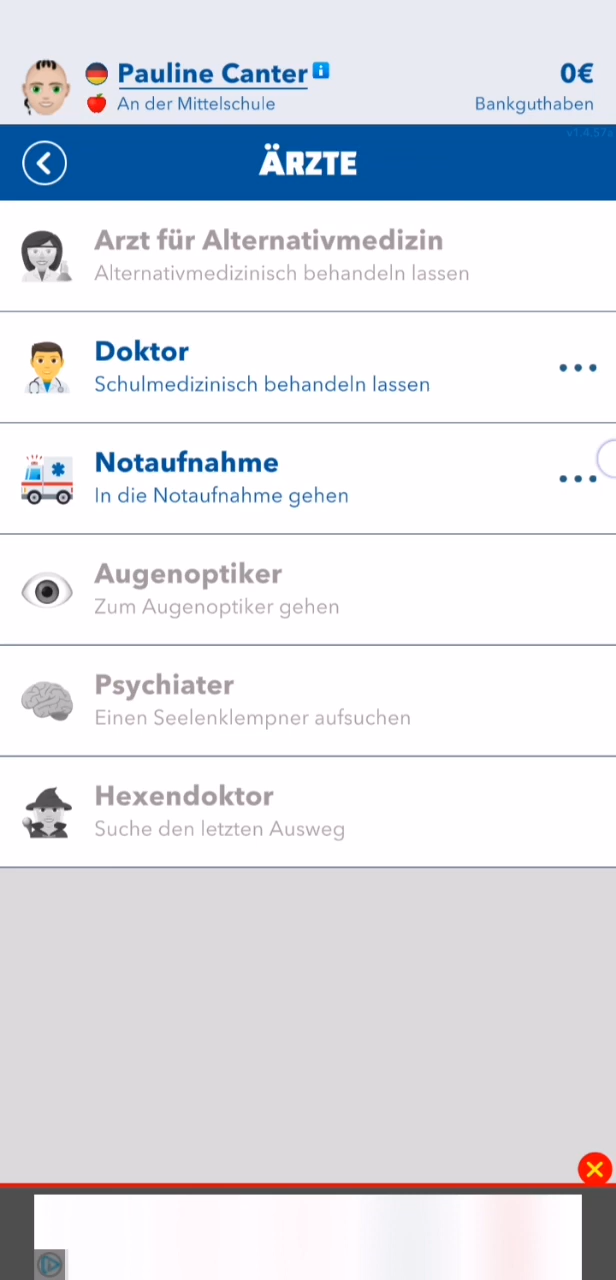 Pauline Canter
0€
An der Mittelschule
Bankguthaben
v1.4.57a
ÄRZTE
Arzt für Alternativmedizin
Alternativmedizinisch behandeln lassen
Doktor
Schulmedizinisch behandeln lassen
Notaufnahme
In die Notaufnahme gehen
Augenoptiker
Zum Augenoptiker gehen
Psychiater
Einen Seelenklempner aufsuchen
Hexendoktor
Suche den letzten Ausweg